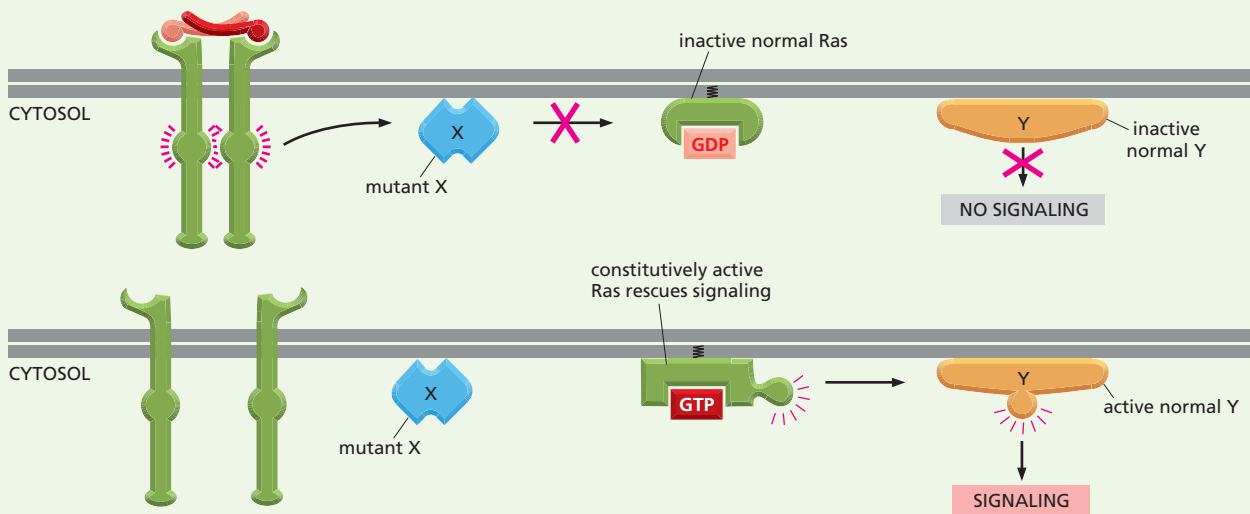 inactive normal Ras
CYTOSOL
X
GDP
Y
inactive
normal Y
mutant X
NO SIGNALING
constitutively active
Ras rescues signaling
CYTOSOL
X
GTP
Y
active normal Y
mutant X
SIGNALING